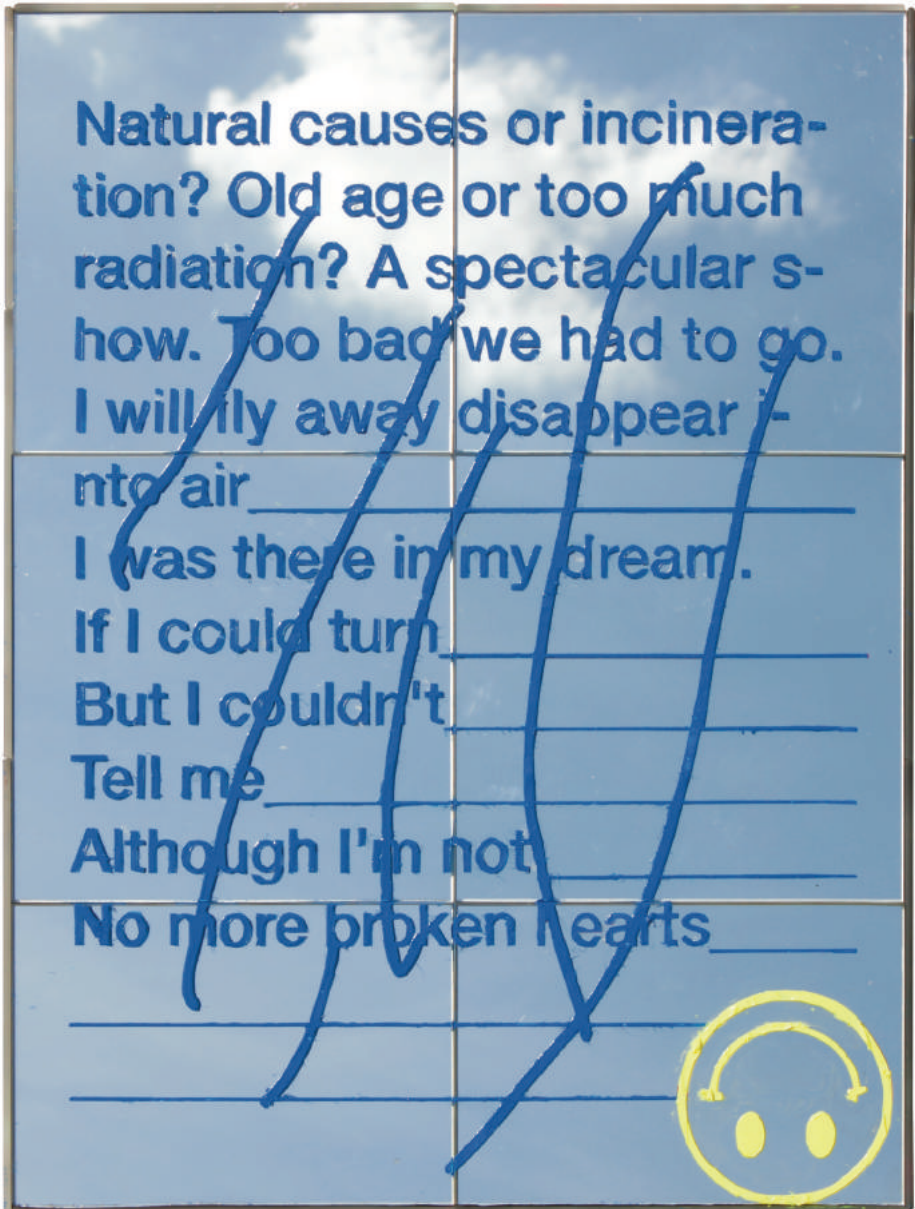 Natural causes or incinera-
tion? Old age or too much
radiation? A spectacular s-
how. Too bad we had to go.
I will fly away disappear i-
nto air
I was there in my dream.
If I could turn
But I couldn't
Tell me
Although I'm not
No more broken hearts